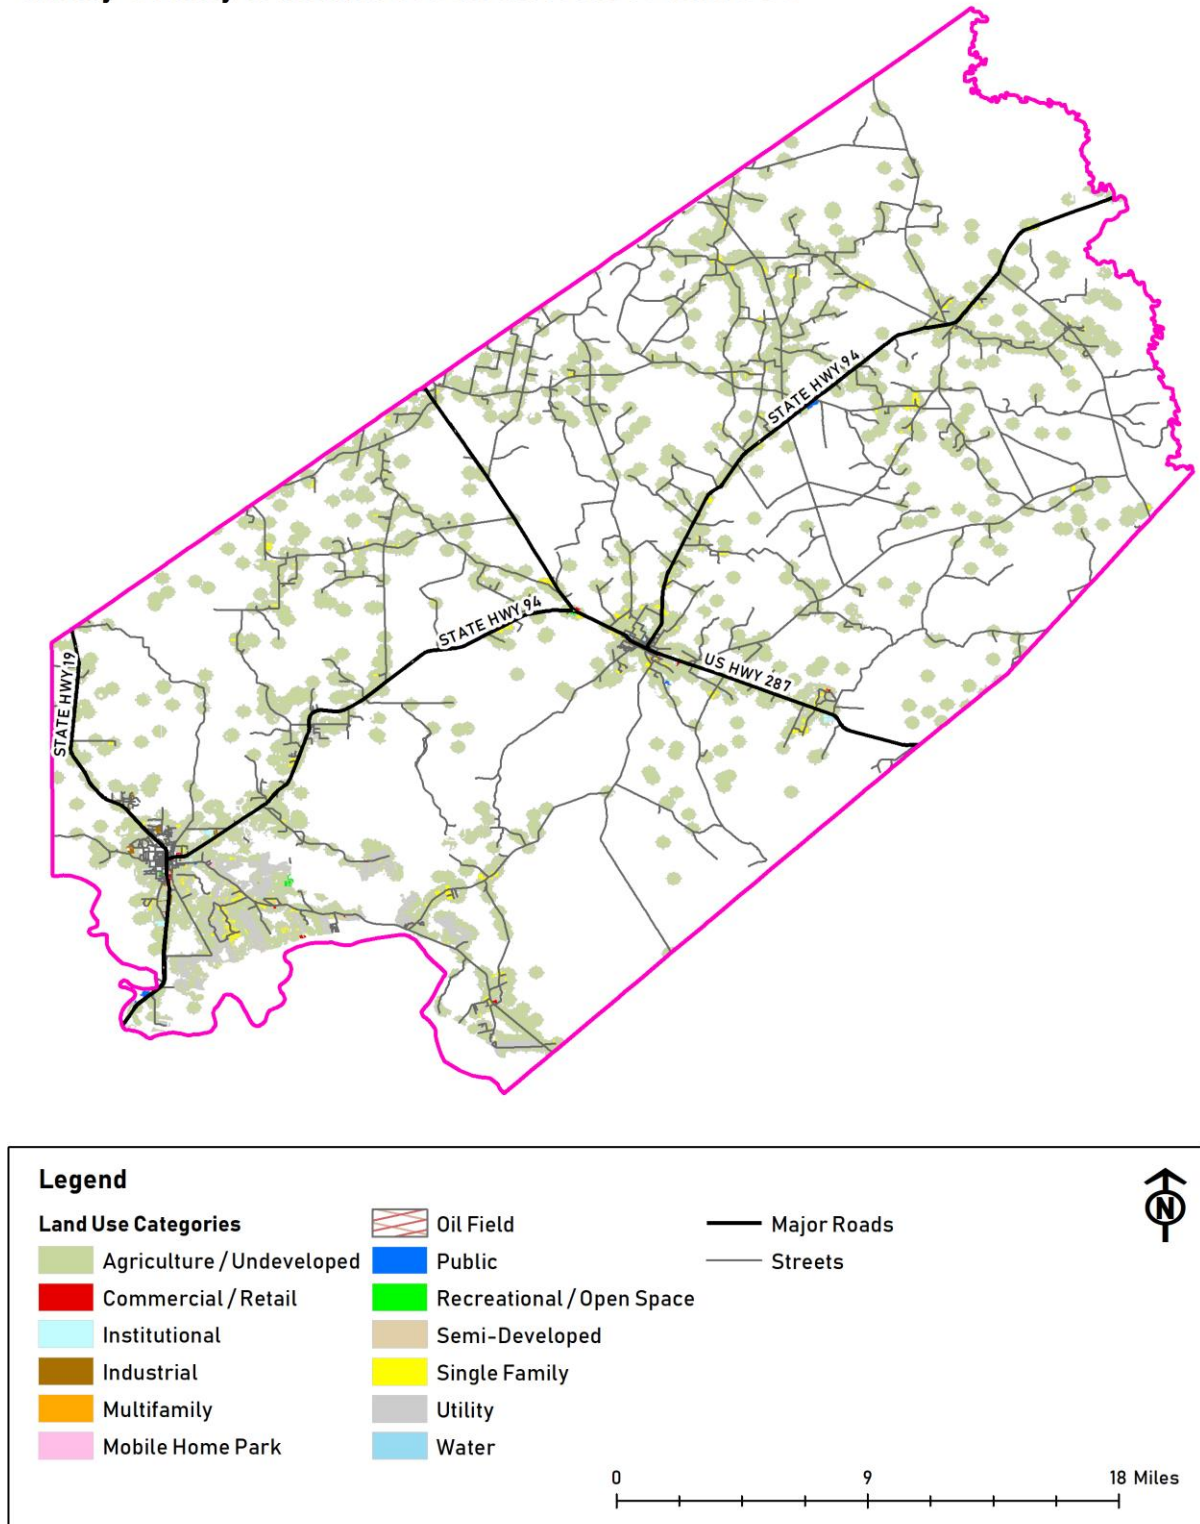 STATE HWY 94
STATE HWY 94
US HWY 287
STATE HWY 19
Legend
Land Use Categories
Agriculture / Undeveloped
Commercial / Retail
Institutional
Industrial
Multifamily
Mobile Home Park
Oil Field
Public
Recreational / Open Space
Semi-Developed
Single Family
Utility
Water
Major Roads
Streets
N
0 9 18 Miles